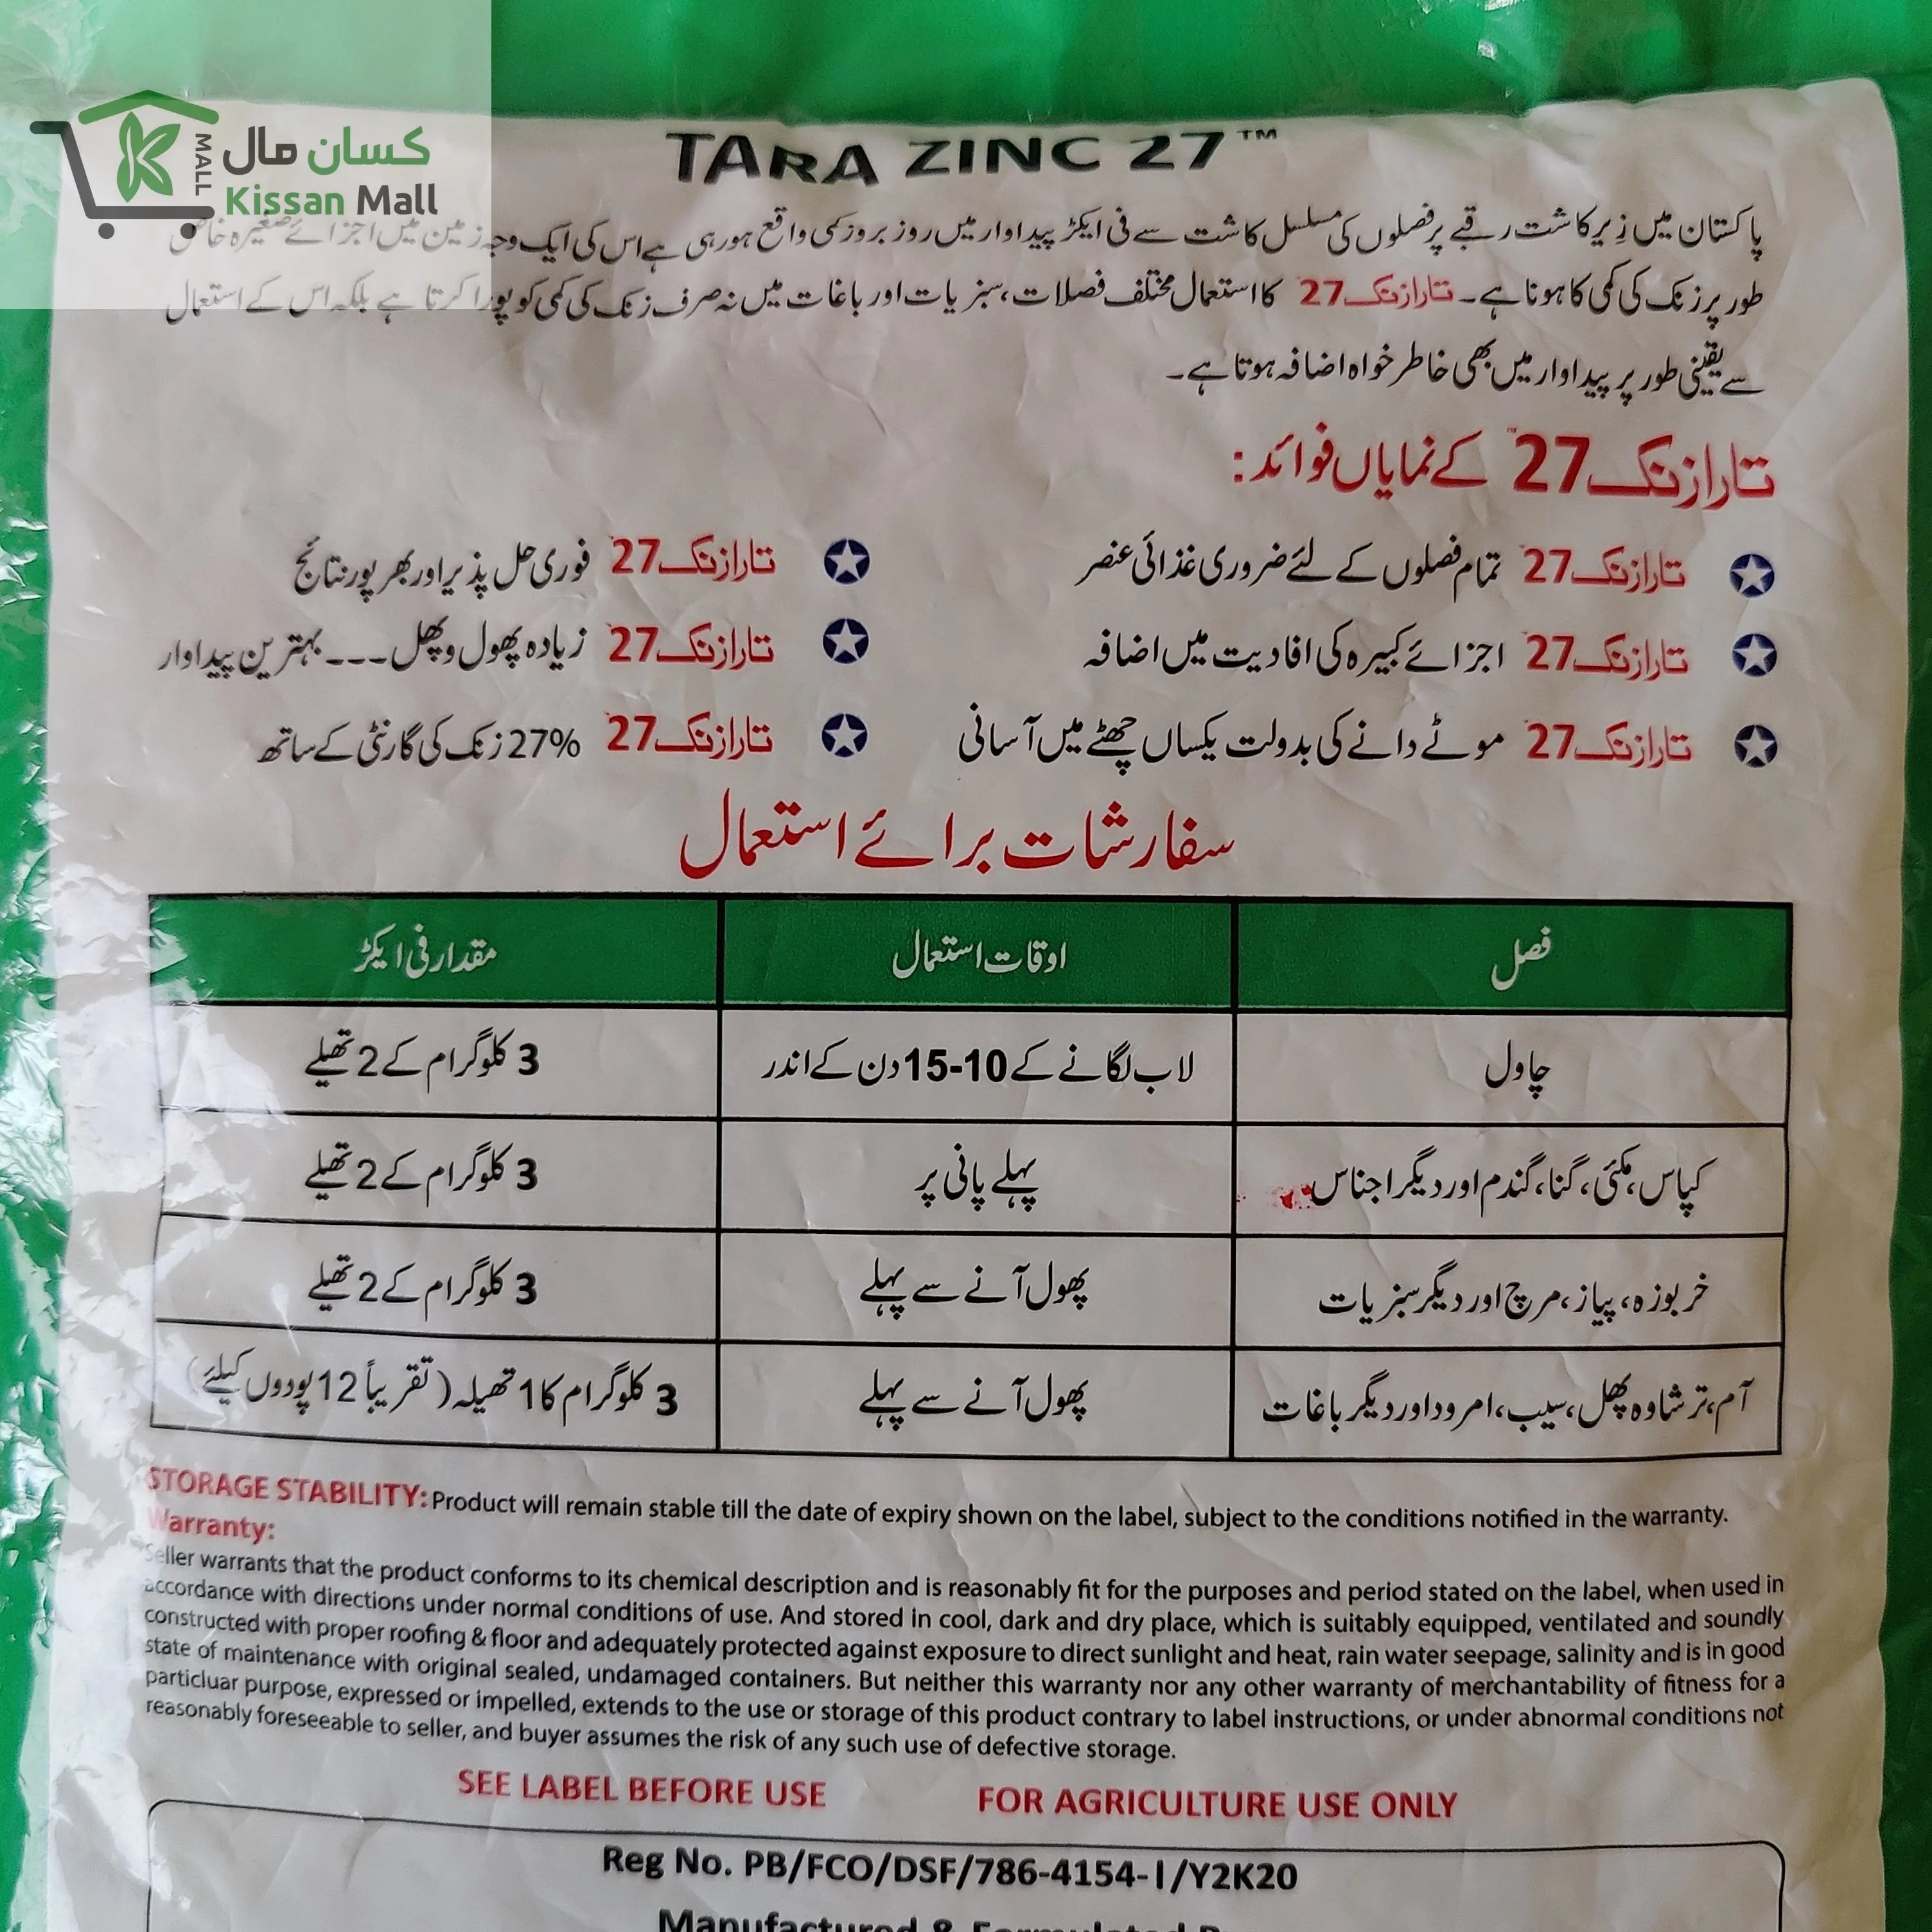 کسان مال
Kissan Mall
MALL
TARA ZINC 27™
پاکستان میں زیرِ کاشت رقبے پر فصلوں کی مسلسل کاشت سے فی ایکڑ پیداوار میں روز بروز کمی واقع ہو رہی ہے اس کی ایک وجہ زمین میں اجزائے صغیرہ خاص
طور پر زنک کی کمی کا ہونا ہے۔ تارازنک27 کا استعمال مختلف فصلات، سبزیات اور باغات میں نہ صرف زنک کی کمی کو پورا کرتا ہے بلکہ اس کے استعمال
سے یقینی طور پر پیداوار میں بھی خاطر خواہ اضافہ ہوتا ہے۔
تارازنک27™ کے نمایاں فوائد:
تارازنک27 تمام فصلوں کے لئے ضروری غذائی عنصر
تارازنک27 فوری حل پذیر اور بھرپور نتائج
تارازنک27 اجزائے کبیرہ کی افادیت میں اضافہ
تارازنک27 زیادہ پھول و پھل ۔۔۔ بہترین پیداوار
تارازنک27 موٹے دانے کی بدولت یکساں چھٹے میں آسانی
تارازنک27 27% زنک کی گارنٹی کے ساتھ
سفارشات برائے استعمال
فصل اوقات استعمال مقدار فی ایکڑ
چاول لاب لگانے کے 10-15 دن کے اندر 3 کلوگرام کے 2 تھیلے
کپاس، مکئی، گنا، گندم اور دیگر اجناس پہلے پانی پر 3 کلوگرام کے 2 تھیلے
خربوزہ، پیاز، مرچ اور دیگر سبزیات پھول آنے سے پہلے 3 کلوگرام کے 2 تھیلے
آم، ترشاوہ پھل، سیب، امرود اور دیگر باغات پھول آنے سے پہلے 3 کلوگرام کا 1 تھیلہ (تقریباً 12 پودوں کیلئے)
STORAGE STABILITY: Product will remain stable till the date of expiry shown on the label, subject to the conditions notified in the warranty.
Warranty:
Seller warrants that the product conforms to its chemical description and is reasonably fit for the purposes and period stated on the label, when used in
accordance with directions under normal conditions of use. And stored in cool, dark and dry place, which is suitably equipped, ventilated and soundly
constructed with proper roofing & floor and adequately protected against exposure to direct sunlight and heat, rain water seepage, salinity and is in good
state of maintenance with original sealed, undamaged containers. But neither this warranty nor any other warranty of merchantability of fitness for a
particluar purpose, expressed or impelled, extends to the use or storage of this product contrary to label instructions, or under abnormal conditions not
reasonably foreseeable to seller, and buyer assumes the risk of any such use of defective storage.
SEE LABEL BEFORE USE FOR AGRICULTURE USE ONLY
Reg No. PB/FCO/DSF/786-4154-I/Y2K20
Manufactured & Formulated By